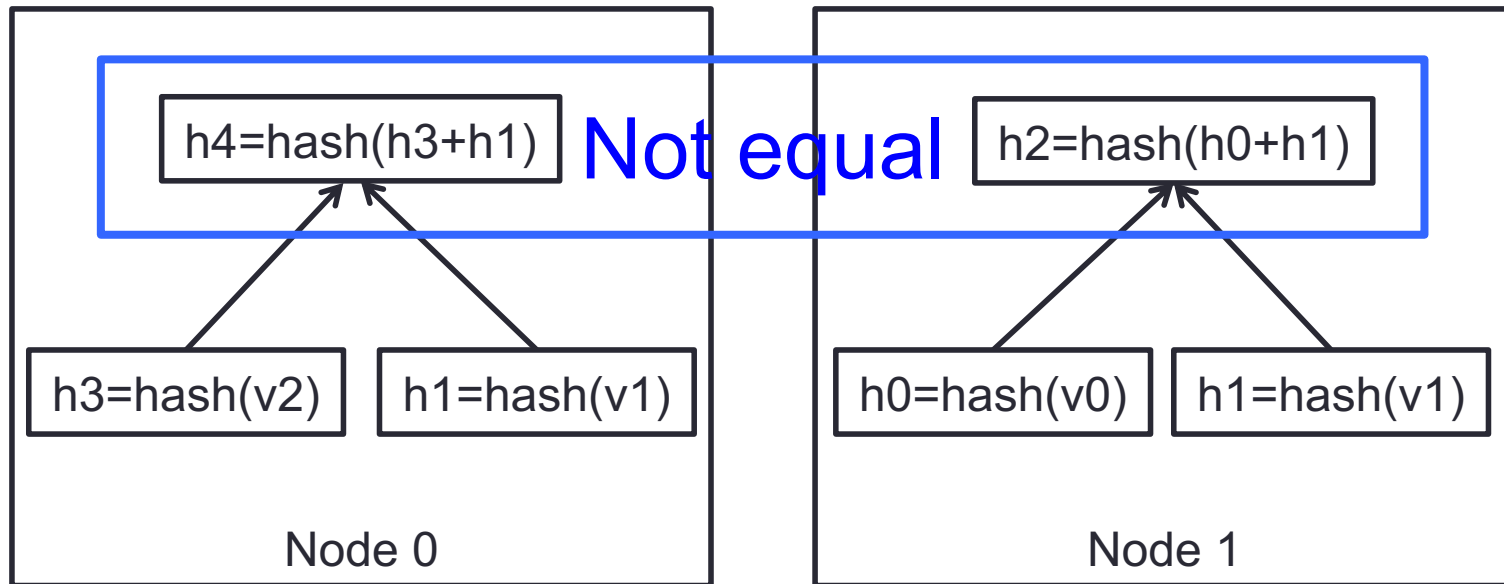 h4=hash(h3+h1)
Not equal
h2=hash(h0+h1)
h3=hash(v2)
h1=hash(v1)
h0=hash(v0)
h1=hash(v1)
Node 0
Node 1